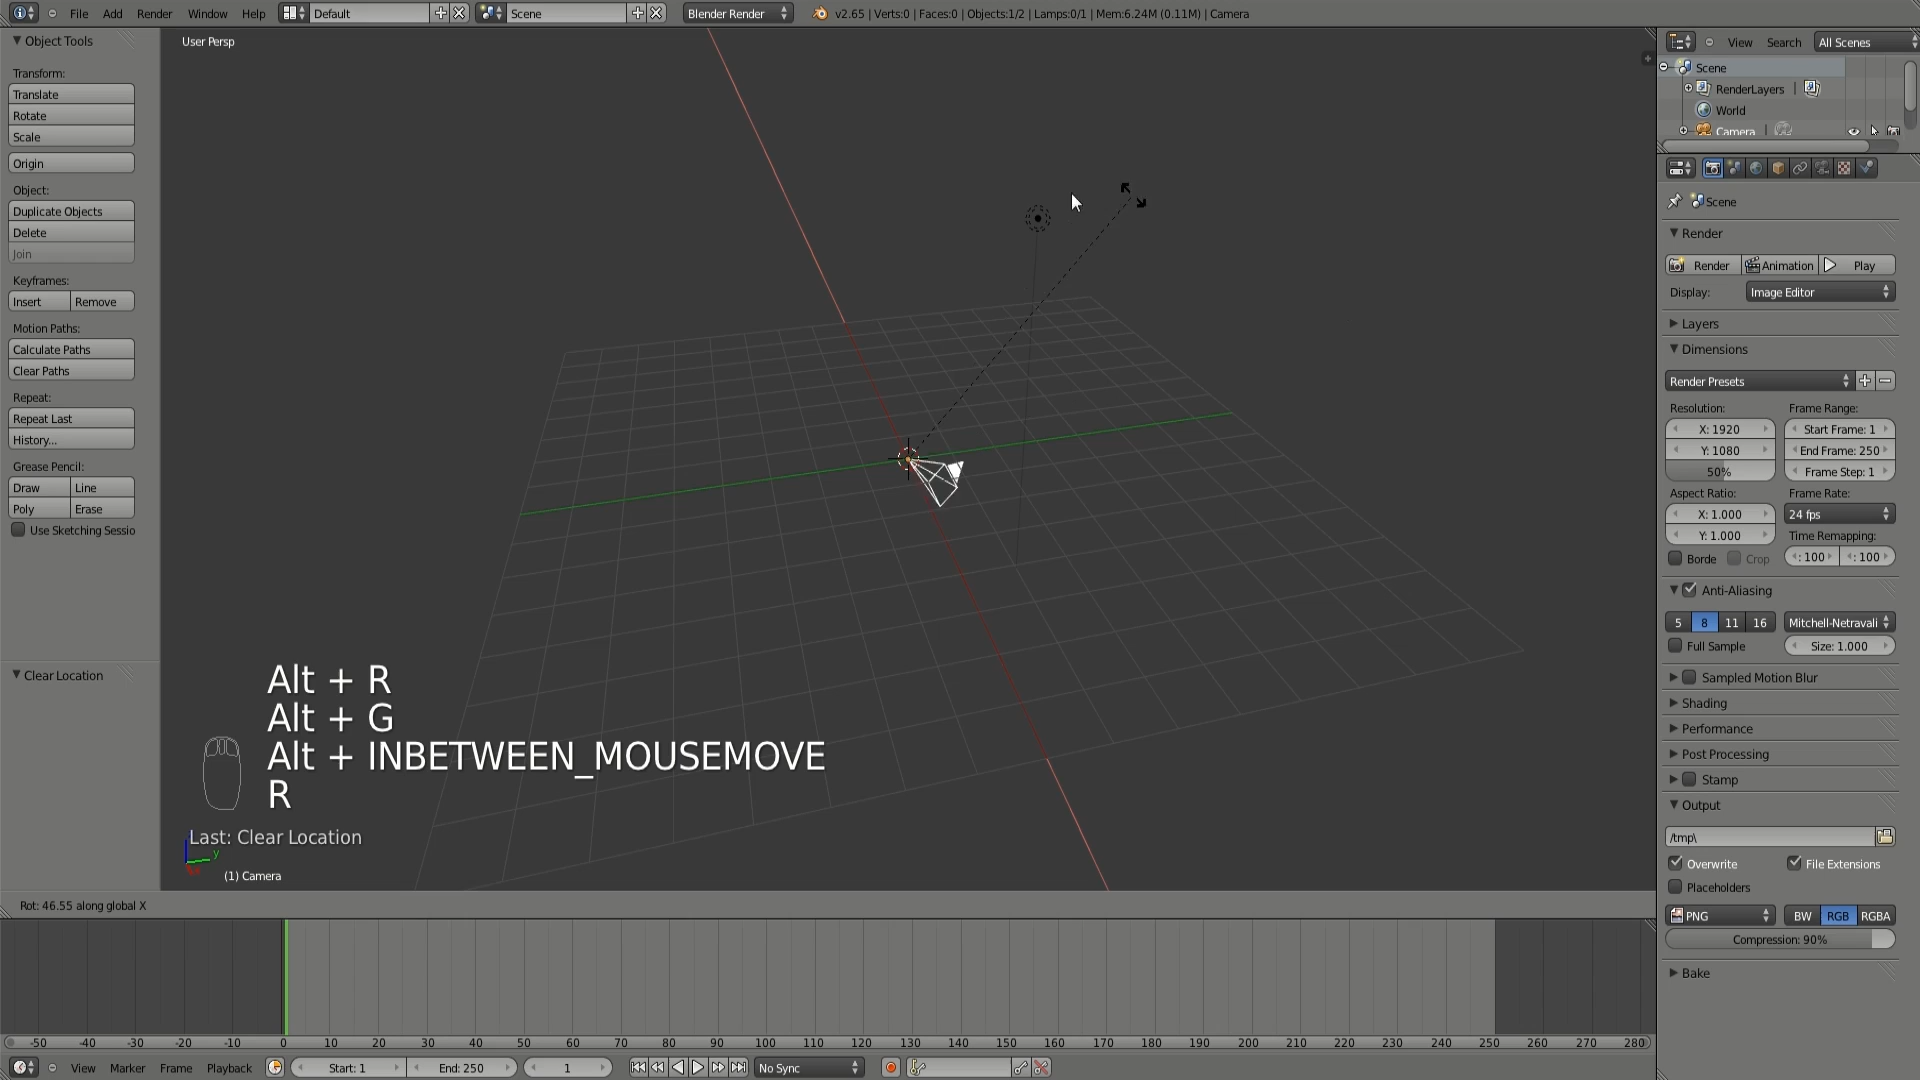 File Add Render Window Help Default Scene Blender Render v2.65 | Verts:0 | Faces:0 | Objects:1/2 | Lamps:0/1 | Mem:6.24M (0.11M) | Camera
Object Tools
Transform:
Translate
Rotate
Scale
Origin
Object:
Duplicate Objects
Delete
Join
Keyframes:
Insert Remove
Motion Paths:
Calculate Paths
Clear Paths
Repeat:
Repeat Last
History...
Grease Pencil:
Draw Line
Poly Erase
Use Sketching Sessio
Clear Location
User Persp
Alt + R
Alt + G
Alt + INBETWEEN_MOUSEMOVE
R
Last: Clear Location
y
(1) Camera
Rot: 46.55 along global X
-50 -40 -30 -20 -10 0 10 20 30 40 50 60 70 80 90 100 110 120 130 140 150 160 170 180 190 200 210 220 230 240 250 260 270 280
View Marker Frame Playback Start: 1 End: 250 1 No Sync
View Search All Scenes
Scene
RenderLayers |
World
Camera |
Scene
Render
Render Animation Play
Display: Image Editor
Layers
Dimensions
Render Presets
Resolution: Frame Range:
X: 1920 Start Frame: 1
Y: 1080 End Frame: 250
50% Frame Step: 1
Aspect Ratio: Frame Rate:
X: 1.000 24 fps
Y: 1.000 Time Remapping:
Borde Crop : 100 : 100
Anti-Aliasing
5 8 11 16 Mitchell-Netravali
Full Sample Size: 1.000
Sampled Motion Blur
Shading
Performance
Post Processing
Stamp
Output
/tmp\
Overwrite File Extensions
Placeholders
PNG BW RGB RGBA
Compression: 90%
Bake